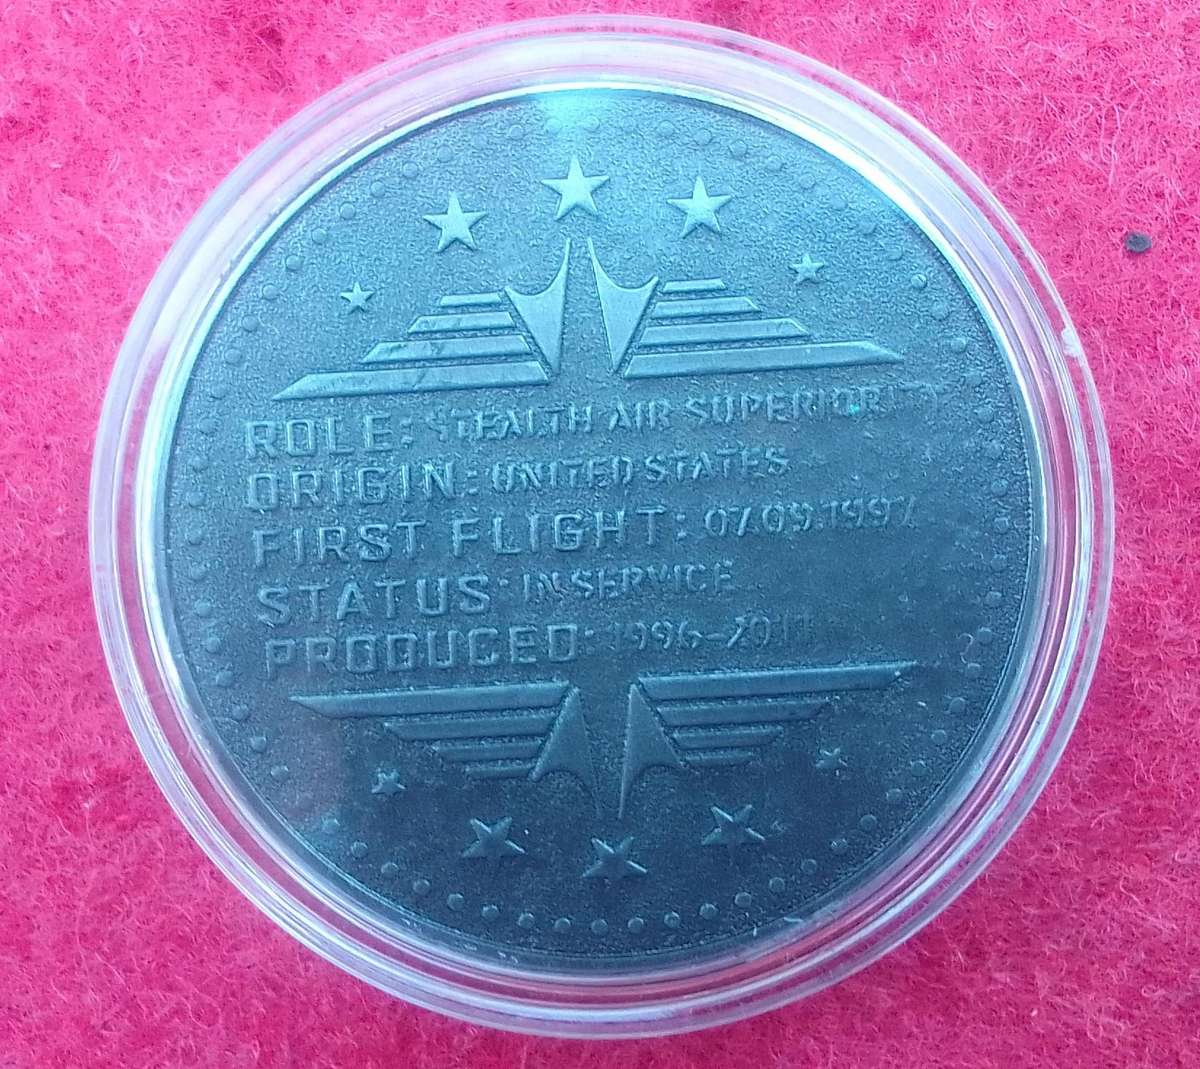 ROLE: STEALTH AIR SUPERIORITY
ORIGIN: UNITED STATES
FIRST FLIGHT: 07.09.1997
STATUS: IN SERVICE
PRODUCED: 1996-2011